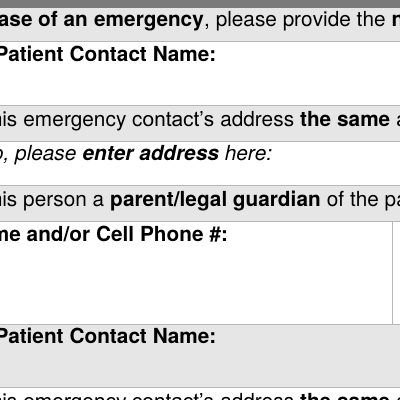 ase of an emergency, please provide the
Patient Contact Name:
his emergency contact's address the same
o, please enter address here:
his person a parent/legal guardian of the pa
me and/or Cell Phone #:
Patient Contact Name:
his emergency contact's address the same